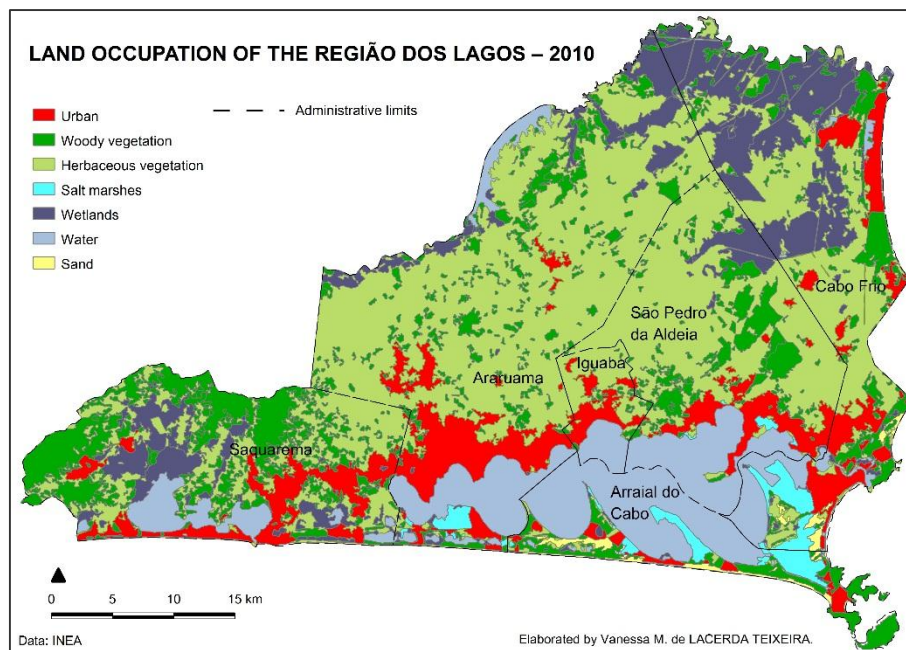 LAND OCCUPATION OF THE REGIÃO DOS LAGOS – 2010
Urban
Woody vegetation
Herbaceous vegetation
Salt marshes
Wetlands
Water
Sand
Administrative limits
Cabo Frio
São Pedro
da Aldeia
Iguaba
Araruama
Saquarema
Arraial do
Cabo
0 5 10 15 km
Data: INEA
Elaborated by Vanessa M. de LACERDA TEIXEIRA.